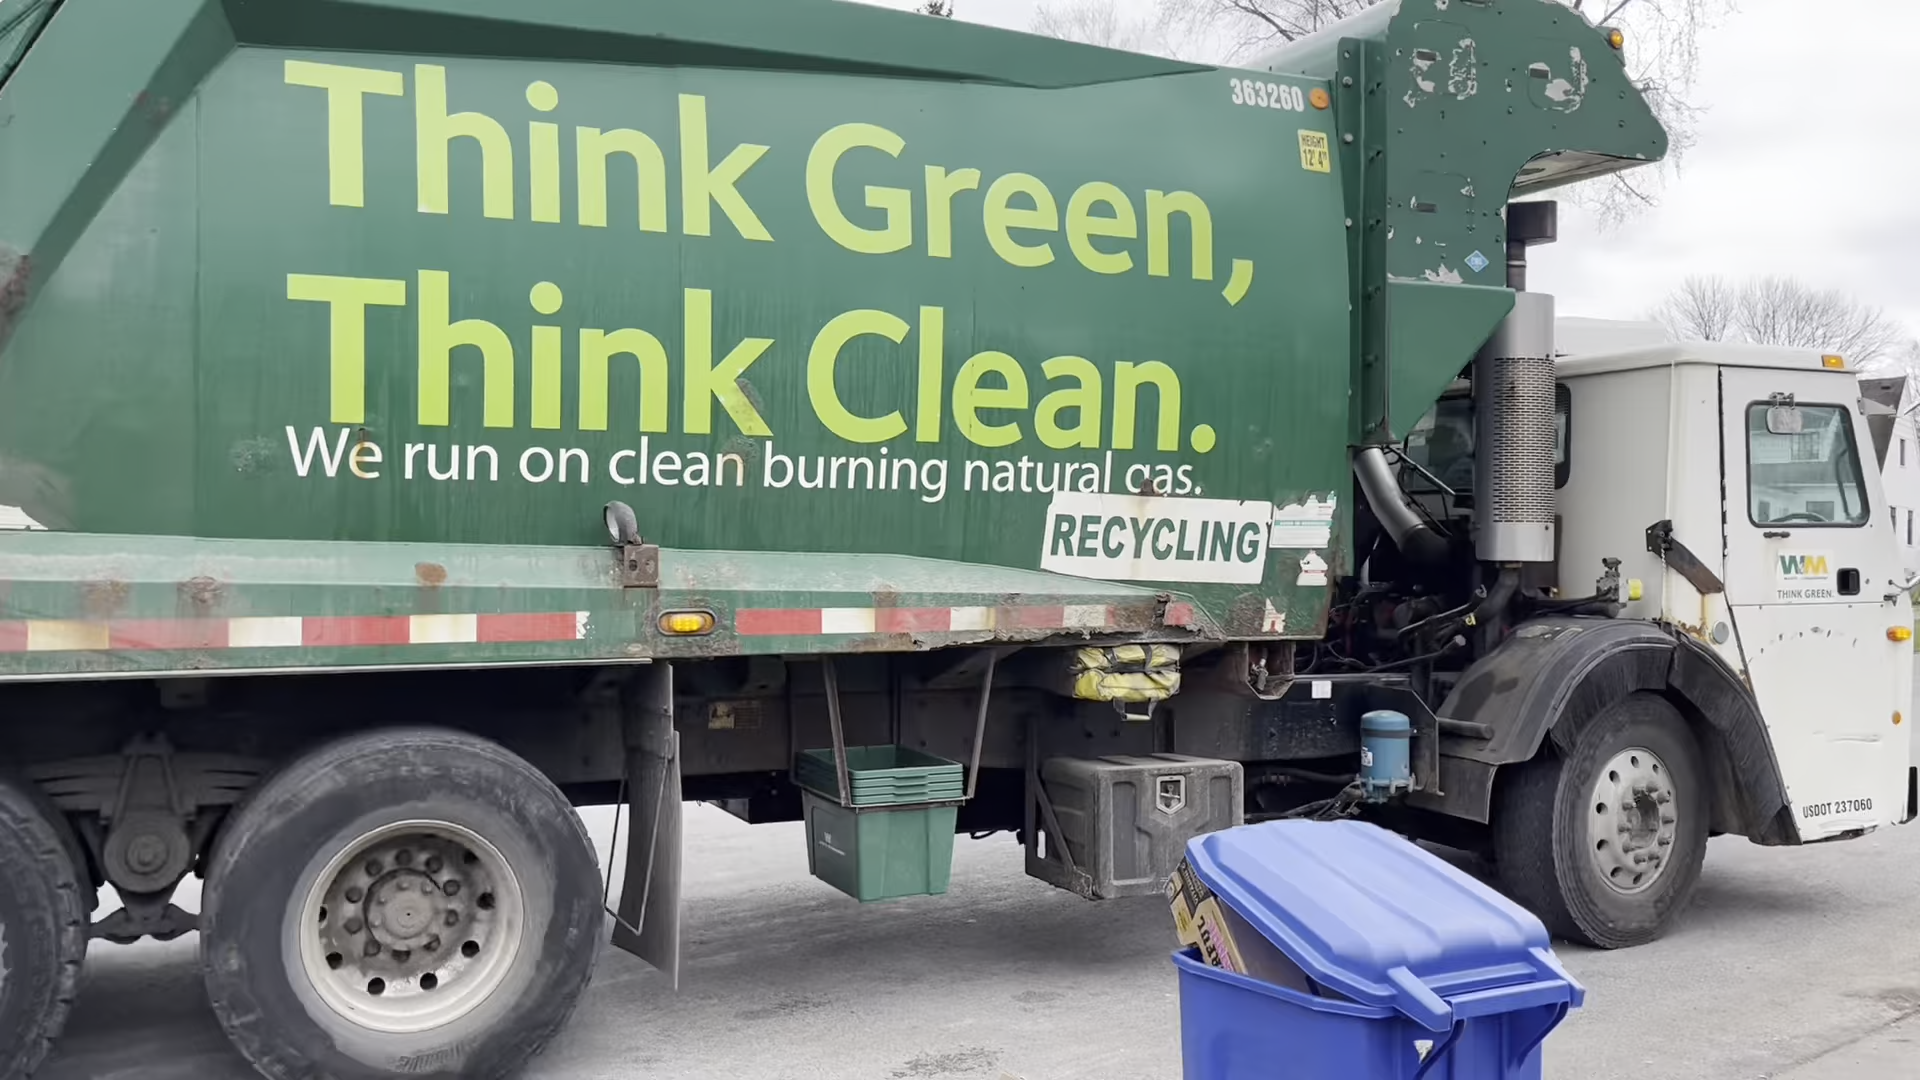 Think Green,
363260
HEIGHT
12' 4"
Think Clean.
We run on clean burning natural gas.
RECYCLING
WM
THINK GREEN.
USDOT 237060